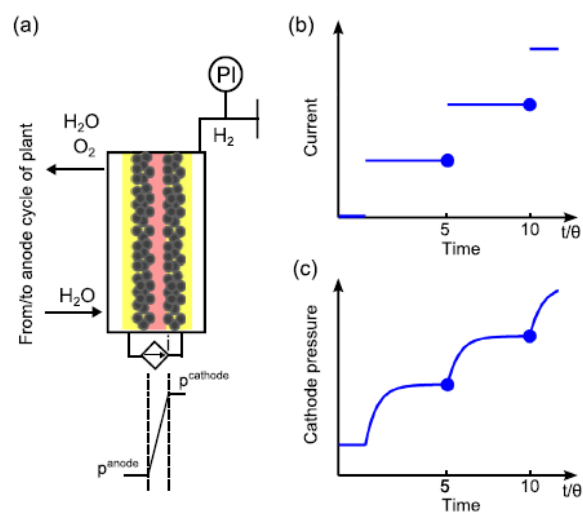 (a)
PI
H₂O
O₂
H₂
From/to anode cycle of plant
H₂O
p^cathode
p^anode
(b)
Current
5
10
t/θ
Time
(c)
Cathode pressure
5
10
t/θ
Time